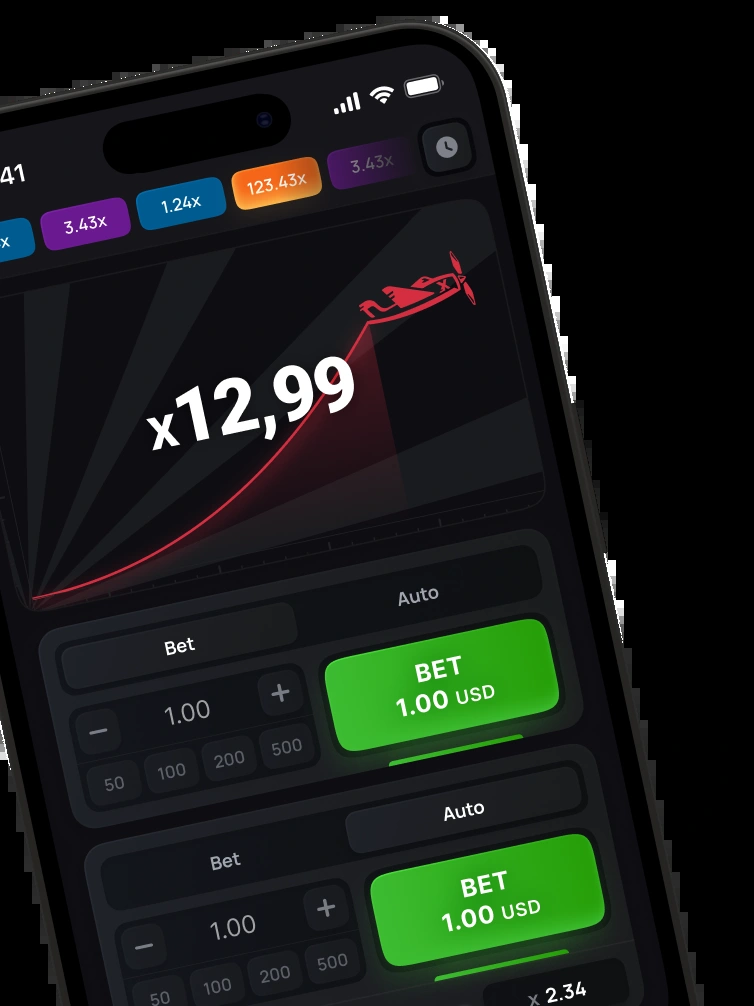 41
x
3.43x
1.24x
123.43x
3.43x
x12,99
X
Bet
Auto
1.00
BET
1.00 USD
50
100
200
500
Bet
Auto
1.00
BET
1.00 USD
50
100
200
500
x 2.34